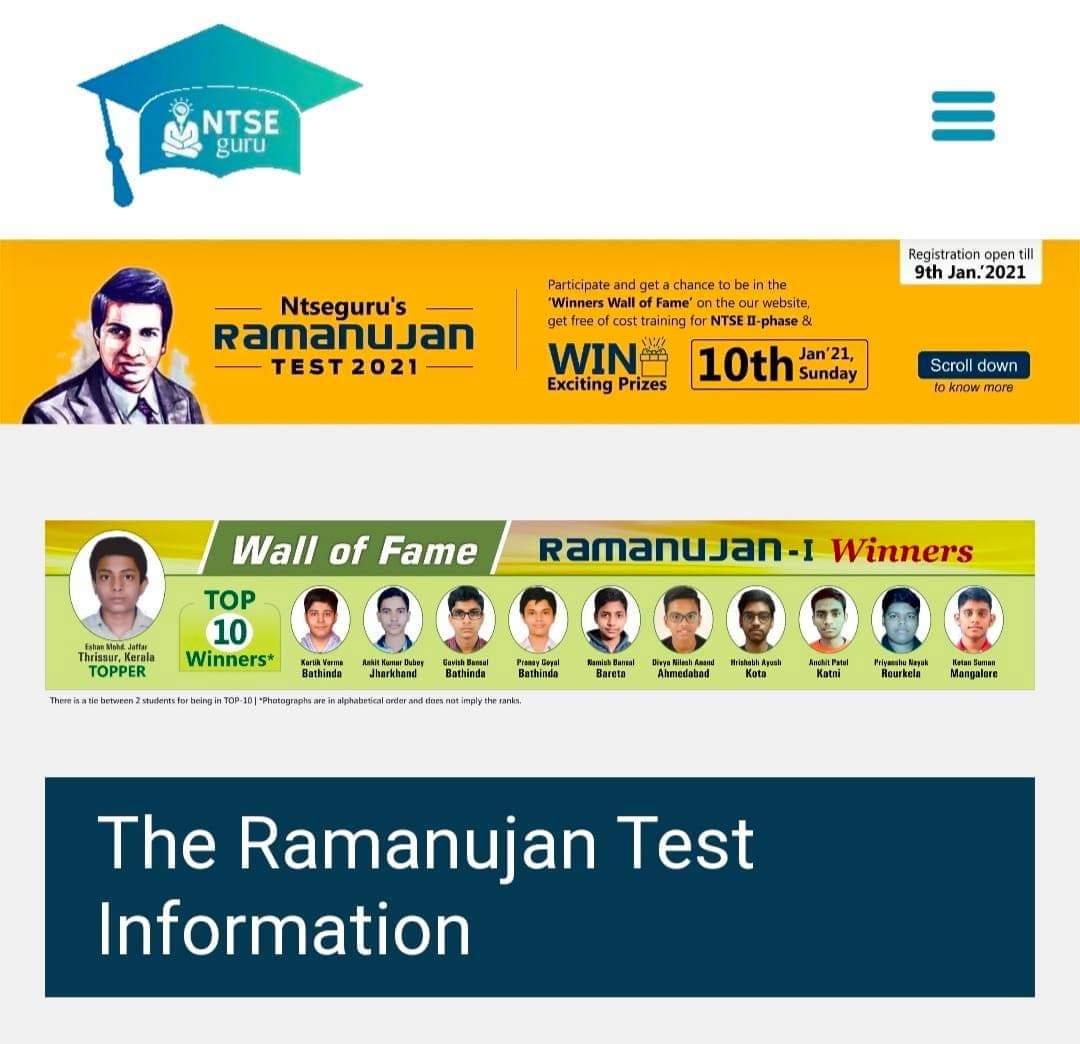 NTSE
guru
Registration open till
9th Jan.'2021
Ntseguru's
RAMANUJAN
TEST 2021
Participate and get a chance to be in the
'Winners Wall of Fame' on the our website,
get free of cost training for NTSE II-phase &
WIN
Exciting Prizes
10th Jan'21,
Sunday
Scroll down
to know more
Wall of Fame
RAMANUJAN-I Winners
Eshan Mohd. Jaffar
Thrissur, Kerala
TOPPER
TOP
10
Winners*
Kartik Verma
Bathinda
Ankit Kumar Dubey
Jharkhand
Gavish Bansal
Bathinda
Pranay Goyal
Bathinda
Namish Bansal
Bareta
Divya Nilesh Anand
Ahmedabad
Hrishabh Ayush
Kota
Anchit Patel
Katni
Priyanshu Nayak
Rourkela
Ketan Suman
Mangalore
There is a tie between 2 students for being in TOP-10 | *Photographs are in alphabetical order and does not imply the ranks.
The Ramanujan Test
Information